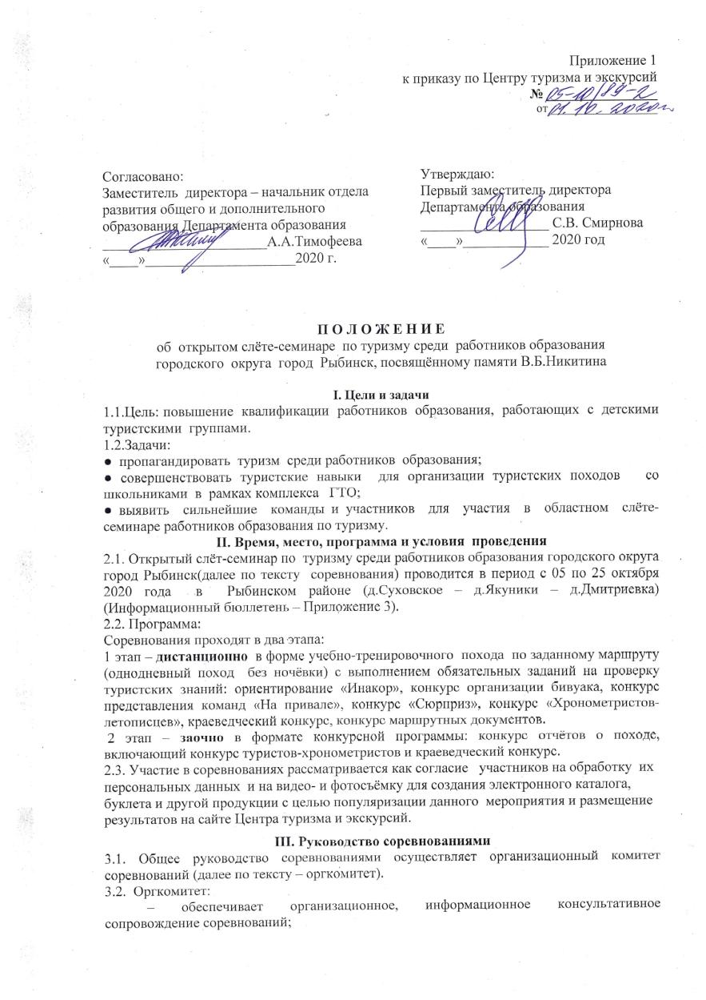 Приложение 1
к приказу по Центру туризма и экскурсий
№ 05-10/89-2
от 01.10.2020г.
Согласовано:
Заместитель директора – начальник отдела
развития общего и дополнительного
образования Департамента образования
_______________________А.А.Тимофеева
«____»_____________________2020 г.
Утверждаю:
Первый заместитель директора
Департамента образования
__________________ С.В. Смирнова
«____»____________ 2020 год
П О Л О Ж Е Н И Е
об открытом слёте-семинаре по туризму среди работников образования
городского округа город Рыбинск, посвящённому памяти В.Б.Никитина
I. Цели и задачи
1.1.Цель: повышение квалификации работников образования, работающих с детскими
туристскими группами.
1.2.Задачи:
● пропагандировать туризм среди работников образования;
● совершенствовать туристские навыки для организации туристских походов со
школьниками в рамках комплекса ГТО;
● выявить сильнейшие команды и участников для участия в областном слёте-
семинаре работников образования по туризму.
II. Время, место, программа и условия проведения
2.1. Открытый слёт-семинар по туризму среди работников образования городского округа
город Рыбинск(далее по тексту соревнования) проводится в период с 05 по 25 октября
2020 года в Рыбинском районе (д.Суховское – д.Якуники – д.Дмитриевка)
(Информационный бюллетень – Приложение 3).
2.2. Программа:
Соревнования проходят в два этапа:
1 этап – дистанционно в форме учебно-тренировочного похода по заданному маршруту
(однодневный поход без ночёвки) с выполнением обязательных заданий на проверку
туристских знаний: ориентирование «Инакор», конкурс организации бивуака, конкурс
представления команд «На привале», конкурс «Сюрприз», конкурс «Хронометристов-
летописцев», краеведческий конкурс, конкурс маршрутных документов.
2 этап – заочно в формате конкурсной программы: конкурс отчётов о походе,
включающий конкурс туристов-хронометристов и краеведческий конкурс.
2.3. Участие в соревнованиях рассматривается как согласие участников на обработку их
персональных данных и на видео- и фотосъёмку для создания электронного каталога,
буклета и другой продукции с целью популяризации данного мероприятия и размещение
результатов на сайте Центра туризма и экскурсий.
III. Руководство соревнованиями
3.1. Общее руководство соревнованиями осуществляет организационный комитет
соревнований (далее по тексту – оргкомитет).
3.2. Оргкомитет:
– обеспечивает организационное, информационное консультативное
сопровождение соревнований;